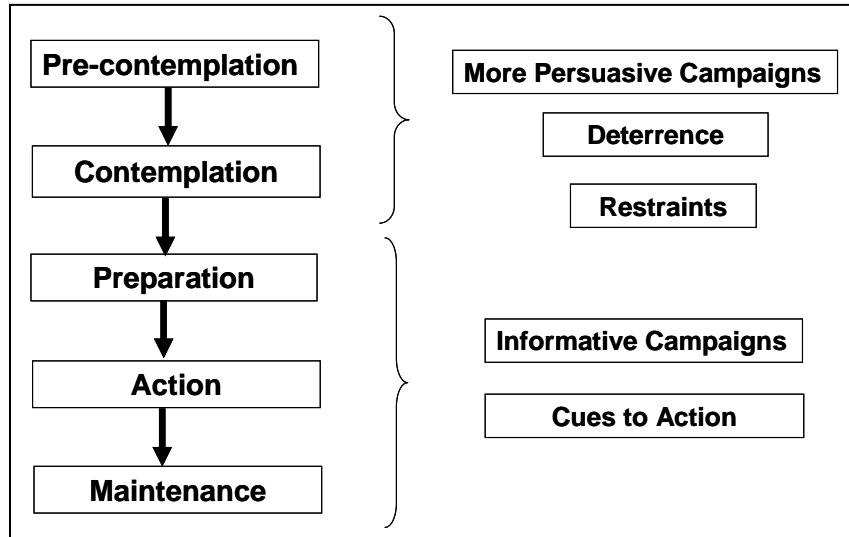 Pre-contemplation
More Persuasive Campaigns
Deterrence
Contemplation
Restraints
Preparation
Informative Campaigns
Action
Cues to Action
Maintenance